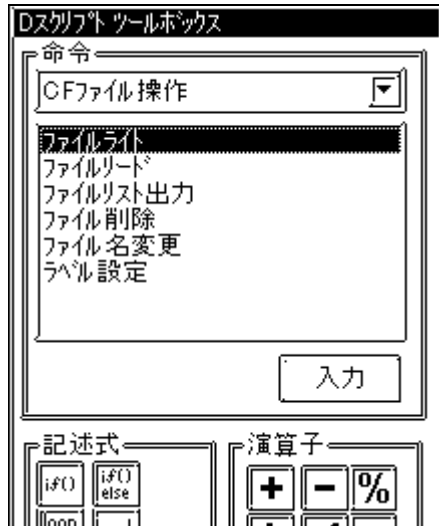 Dｽｸﾘﾌﾟﾄ ﾂｰﾙﾎﾞｯｸｽ
命令
CFﾌｧｲﾙ操作
ﾌｧｲﾙﾗｲﾄ
ﾌｧｲﾙﾘｰﾄﾞ
ﾌｧｲﾙﾘｽﾄ出力
ﾌｧｲﾙ削除
ﾌｧｲﾙ名変更
ﾗﾍﾞﾙ設定
入力
記述式 演算子
if() if() else + - %